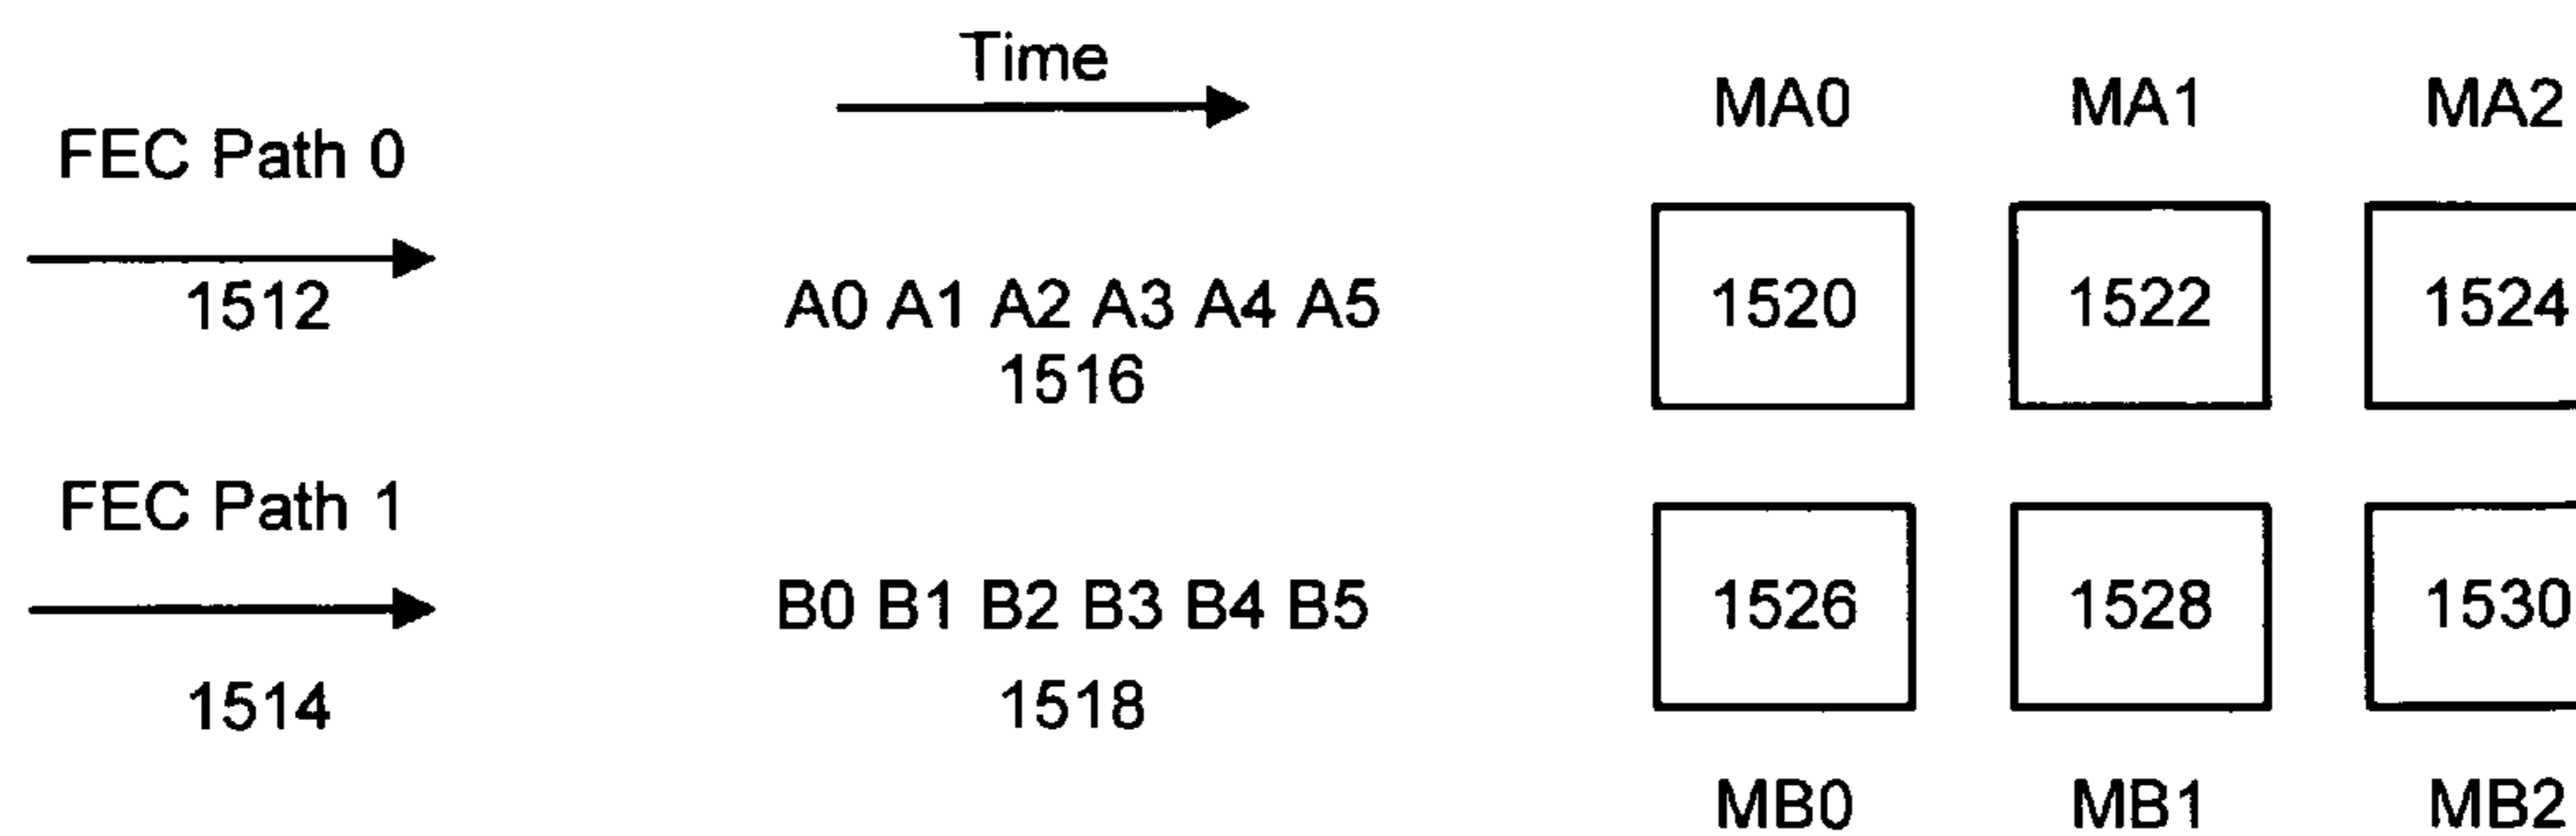 Time
MA0 MA1 MA2
FEC Path 0
1512
A0 A1 A2 A3 A4 A5
1516
1520 1522 1524
FEC Path 1
1514
B0 B1 B2 B3 B4 B5
1518
1526 1528 1530
MB0 MB1 MB2